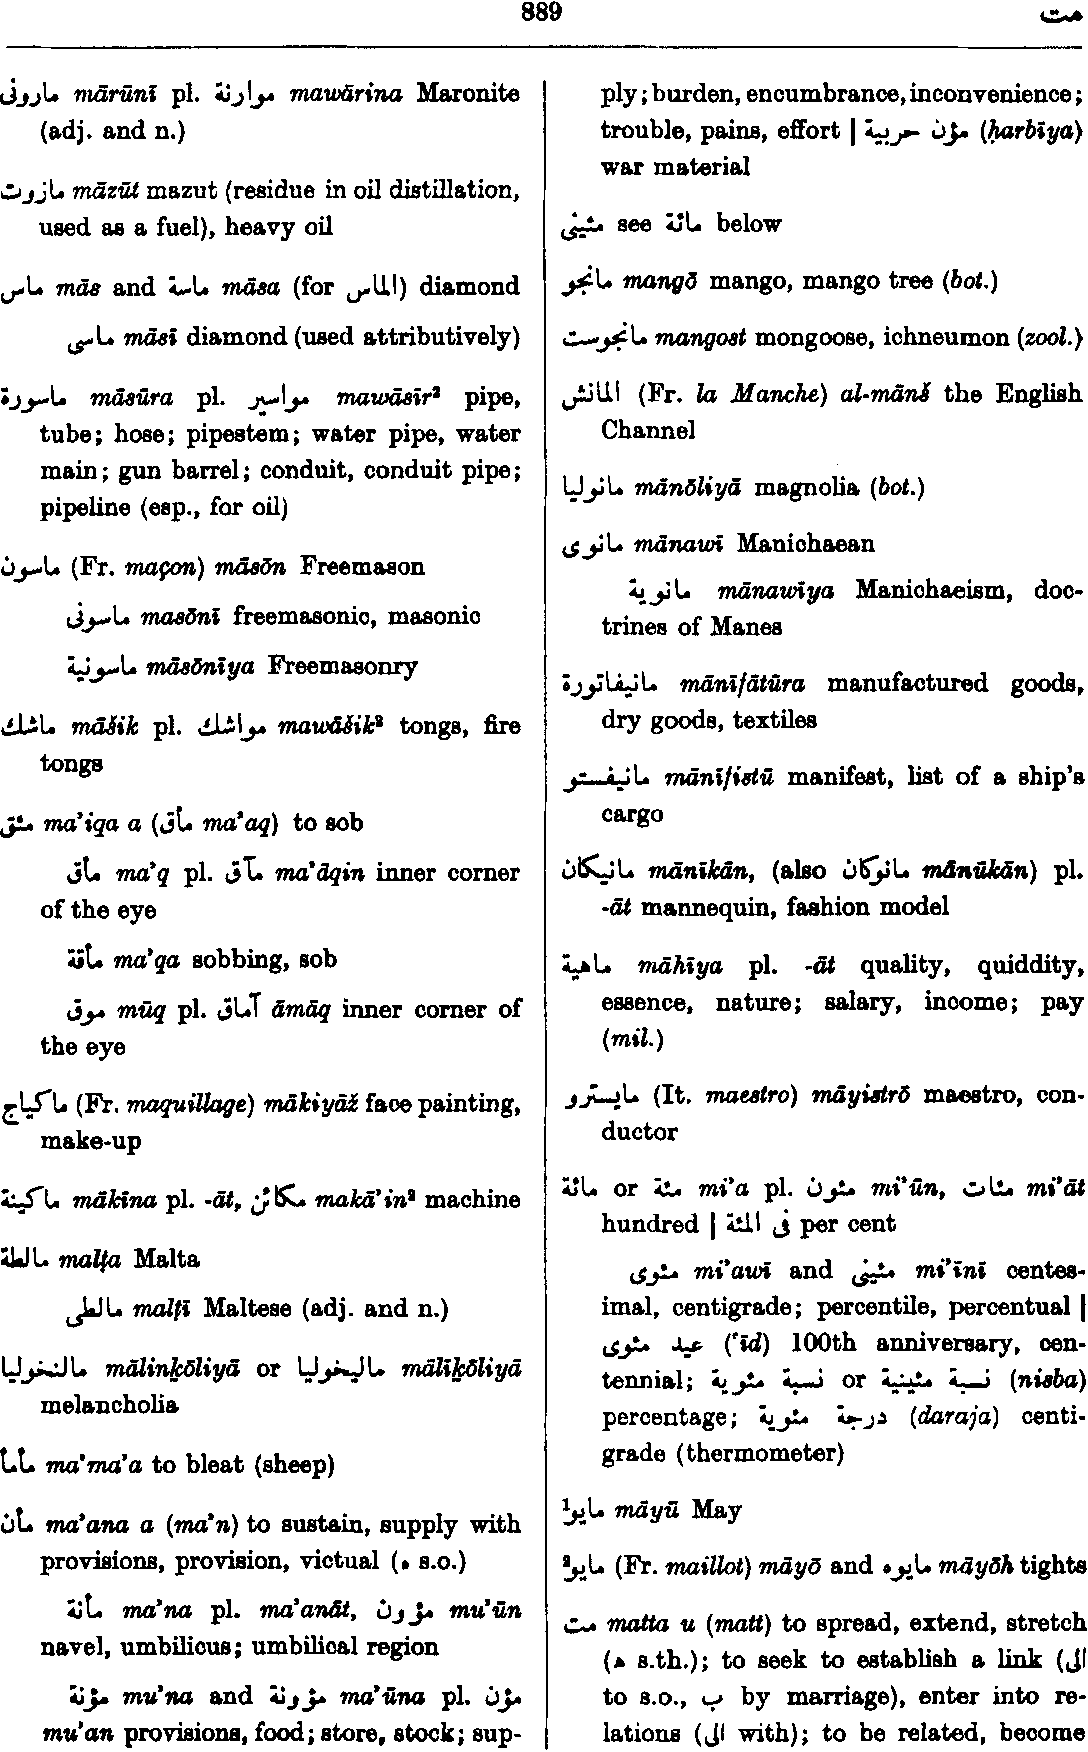 889
مت
مارونى mārūnī pl. موارنة mawārina Maronite
(adj. and n.)
مازوت māzūt mazut (residue in oil distillation,
used as a fuel), heavy oil
ماس mās and ماسة māsa (for الماس) diamond
ماسى māsī diamond (used attributively)
ماسورة māsūra pl. مواسير mawāsīr² pipe,
tube; hose; pipestem; water pipe, water
main; gun barrel; conduit, conduit pipe;
pipeline (esp., for oil)
ماسون (Fr. maçon) māsōn Freemason
ماسونى masōnī freemasonic, masonic
ماسونية māsōnīya Freemasonry
ماشك māšik pl. مواشك mawāšik² tongs, fire
tongs
مئق ma’iqa a (مأق ma’aq) to sob
مأق ma’q pl. مآق ma’āqin inner corner
of the eye
مأقة ma’qa sobbing, sob
موق mūq pl. آماق āmāq inner corner of
the eye
ماكياج (Fr. maquillage) mākiyāž face painting,
make-up
ماكينة mākīna pl. -āt, مكائن makā’in² machine
مالطة malṭa Malta
مالطى malṭī Maltese (adj. and n.)
مالنخوليا mālinḵōliyā or ماليخوليا mālīḵōliyā
melancholia
مأمأ ma’ma’a to bleat (sheep)
مأن ma’ana a (ma’n) to sustain, supply with
provisions, provision, victual (ه s.o.)
مأنة ma’na pl. ma’anāt, مؤون mu’ūn
navel, umbilicus; umbilical region
مؤنة mu’na and مؤونة ma’ūna pl. مؤن
mu’an provisions, food; store, stock; sup-
ply; burden, encumbrance, inconvenience;
trouble, pains, effort | مؤن حربية (ḥarbīya)
war material
مئينى see مائة below
مانجو mangō mango, mango tree (bot.)
مانجوست mangost mongoose, ichneumon (zool.)
المانش (Fr. la Manche) al-mānš the English
Channel
مانوليا mānōliyā magnolia (bot.)
مانوى mānawī Manichaean
مانوية mānawīya Manichaeism, doc-
trines of Manes
مانيفاتورة mānīfātūra manufactured goods,
dry goods, textiles
مانيفستو mānīfistū manifest, list of a ship’s
cargo
مانيكان mānīkān, (also مانوكان mānūkān) pl.
-āt mannequin, fashion model
ماهية māhīya pl. -āt quality, quiddity,
essence, nature; salary, income; pay
(mil.)
مايسترو (It. maestro) māyistrō maestro, con-
ductor
مائة or مئة mi’a pl. مئون mi’ūn, مئات mi’āt
hundred | فى المئة per cent
مئوى mi’awī and مئينى mi’īnī centes-
imal, centigrade; percentile, percentual |
عيد مئوى (‘īd) 100th anniversary, cen-
tennial; نسبة مئوية or نسبة مئينية (nisba)
percentage; درجة مئوية (daraja) centi-
grade (thermometer)
مايو¹ māyū May
مايو² (Fr. maillot) māyō and مايوه māyōh tights
مت matta u (matt) to spread, extend, stretch
(ه s.th.); to seek to establish a link (الى
to s.o., ب by marriage), enter into re-
lations (الى with); to be related, become